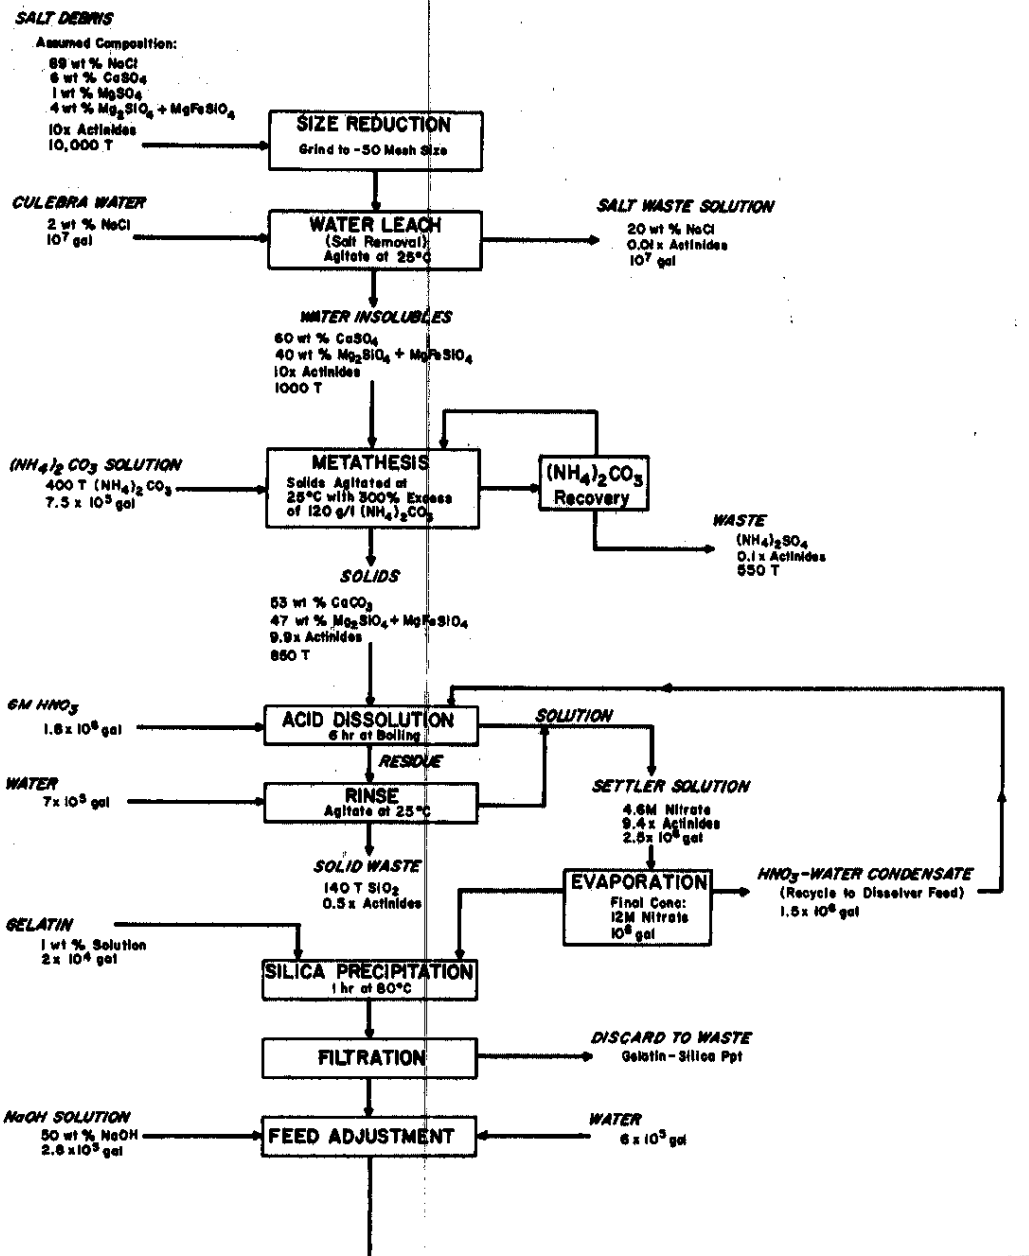 SALT DEBRIS
Assumed Composition:
89 wt % NaCl
6 wt % CaSO4
1 wt % MgSO4
4 wt % Mg2SiO4 + MgFeSiO4
10x Actinides
10,000 T
SIZE REDUCTION
Grind to -50 Mesh Size
CULEBRA WATER
2 wt % NaCl
10^7 gal
WATER LEACH
(Salt Removal)
Agitate at 25°C
SALT WASTE SOLUTION
20 wt % NaCl
0.01x Actinides
10^7 gal
WATER INSOLUBLES
60 wt % CaSO4
40 wt % Mg2SiO4 + MgFeSiO4
10x Actinides
1000 T
(NH4)2 CO3 SOLUTION
400 T (NH4)2 CO3
7.5 x 10^5 gal
METATHESIS
Solids Agitated at
25°C with 300% Excess
of 120 g/l (NH4)2CO3
(NH4)2CO3
Recovery
WASTE
(NH4)2SO4
0.1x Actinides
550 T
SOLIDS
53 wt % CaCO3
47 wt % Mg2SiO4 + MgFeSiO4
9.9x Actinides
850 T
6M HNO3
1.6 x 10^6 gal
ACID DISSOLUTION
6 hr at Boiling
SOLUTION
RESIDUE
WATER
7 x 10^5 gal
RINSE
Agitate at 25°C
SETTLER SOLUTION
4.6M Nitrate
9.4x Actinides
2.5 x 10^6 gal
SOLID WASTE
140 T SiO2
0.5x Actinides
EVAPORATION
Final Conc:
12M Nitrate
10^6 gal
HNO3-WATER CONDENSATE
(Recycle to Dissolver Feed)
1.5 x 10^6 gal
GELATIN
1 wt % Solution
2 x 10^4 gal
SILICA PRECIPITATION
1 hr at 80°C
FILTRATION
DISCARD TO WASTE
Gelatin-Silica Ppt
NaOH SOLUTION
50 wt % NaOH
2.8 x 10^5 gal
FEED ADJUSTMENT
WATER
6 x 10^5 gal